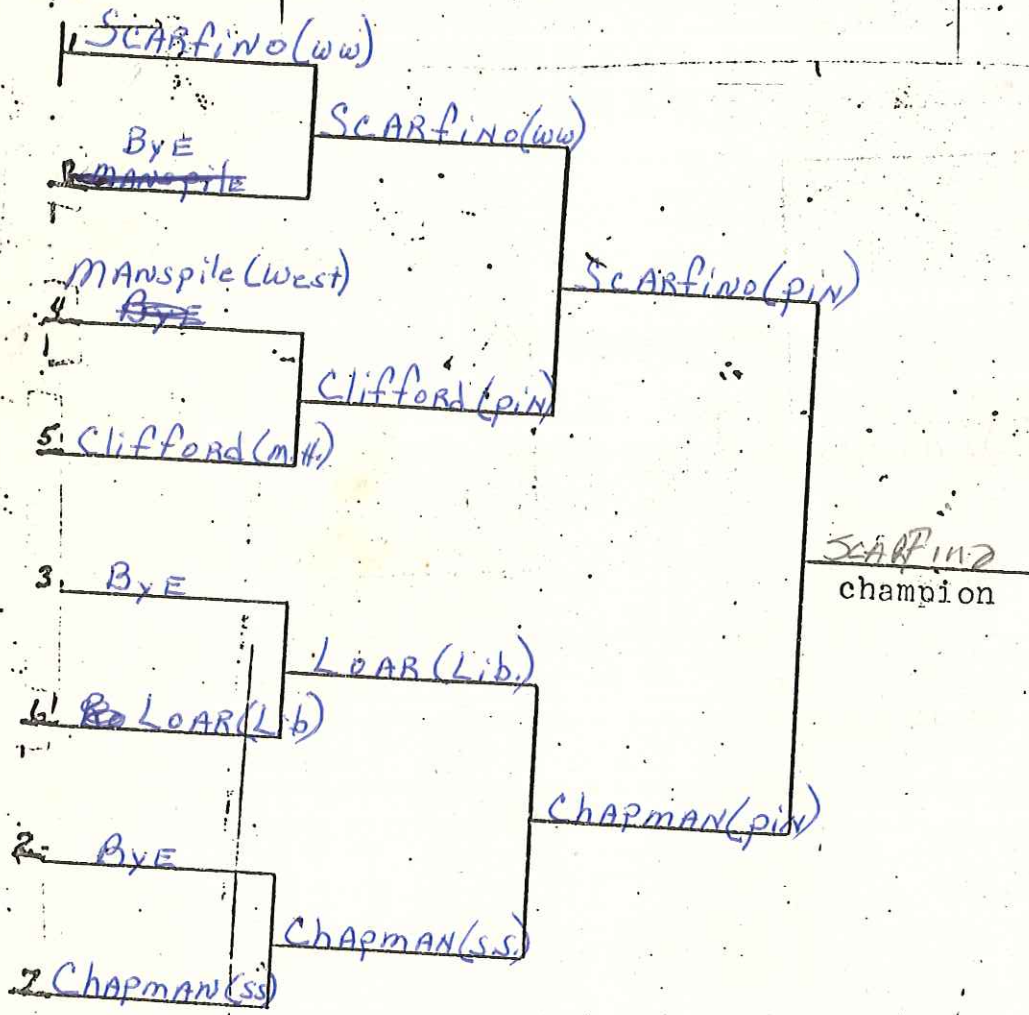 1 SCARfiNO (ww)
SCARfiNO (ww)
ByE
MANspilE
SCARfiNO (piN)
MANspile (West)
4 ByE
Clifford (piN)
5. Clifford (m.H.)
SCARFINO
champion
3. ByE
LOAR (Lib.)
6. LOAR (Lib)
ChAPMAN (piN)
2. ByE
ChApmAN (s.s.)
7 ChApmAN (ss)